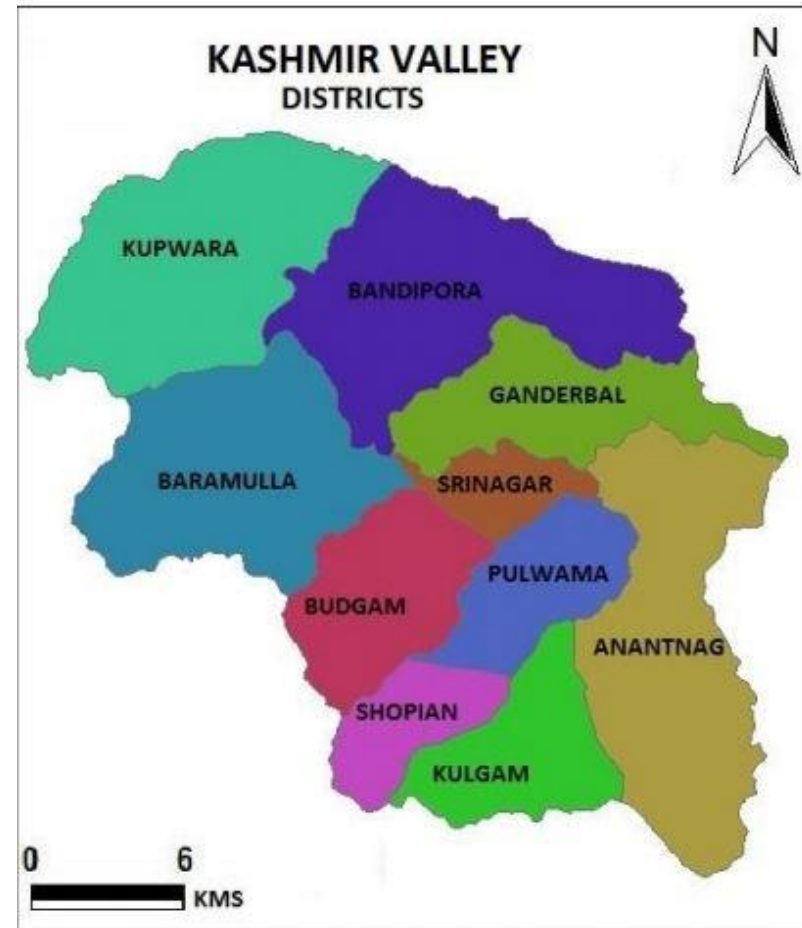 KASHMIR VALLEY
DISTRICTS
N
KUPWARA
BANDIPORA
GANDERBAL
BARAMULLA
SRINAGAR
PULWAMA
BUDGAM
ANANTNAG
SHOPIAN
KULGAM
0 6
KMS